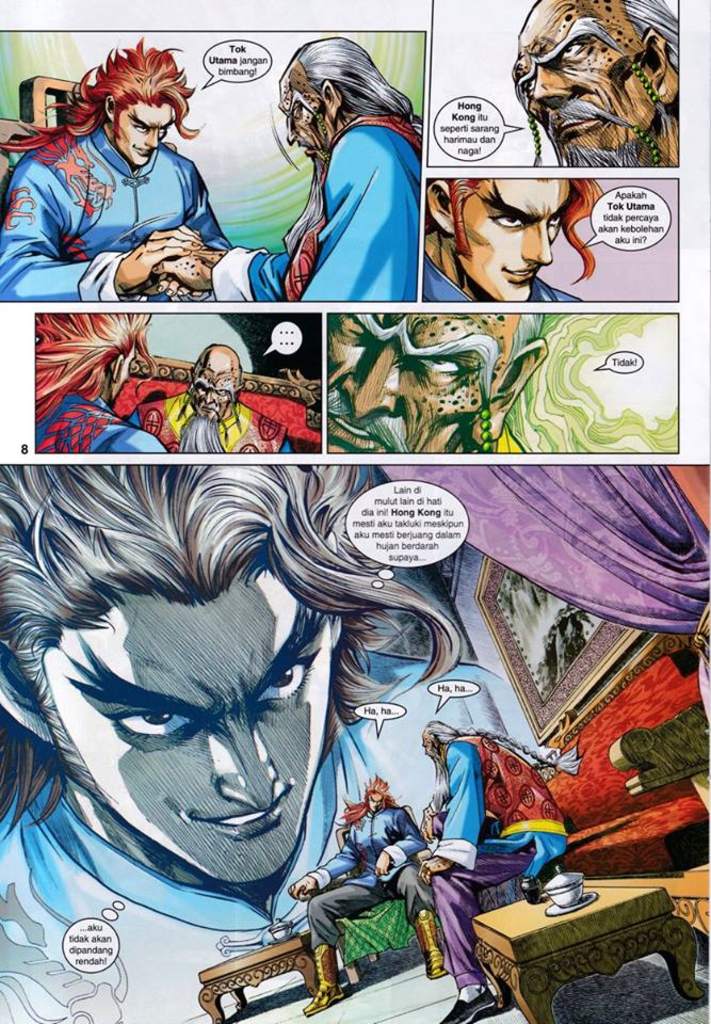 Tok
Utama jangan
bimbang!
Hong
Kong itu
seperti sarang
harimau dan
naga!
Apakah
Tok Utama
tidak percaya
akan kebolehan
aku ini?
...
Tidak!
8
Lain di
mulut lain di hati
dia ini! Hong Kong itu
mesti aku takluki meskipun
aku mesti berjuang dalam
hujan berdarah
supaya...
Ha, ha...
Ha, ha...
...aku
tidak akan
dipandang
rendah!